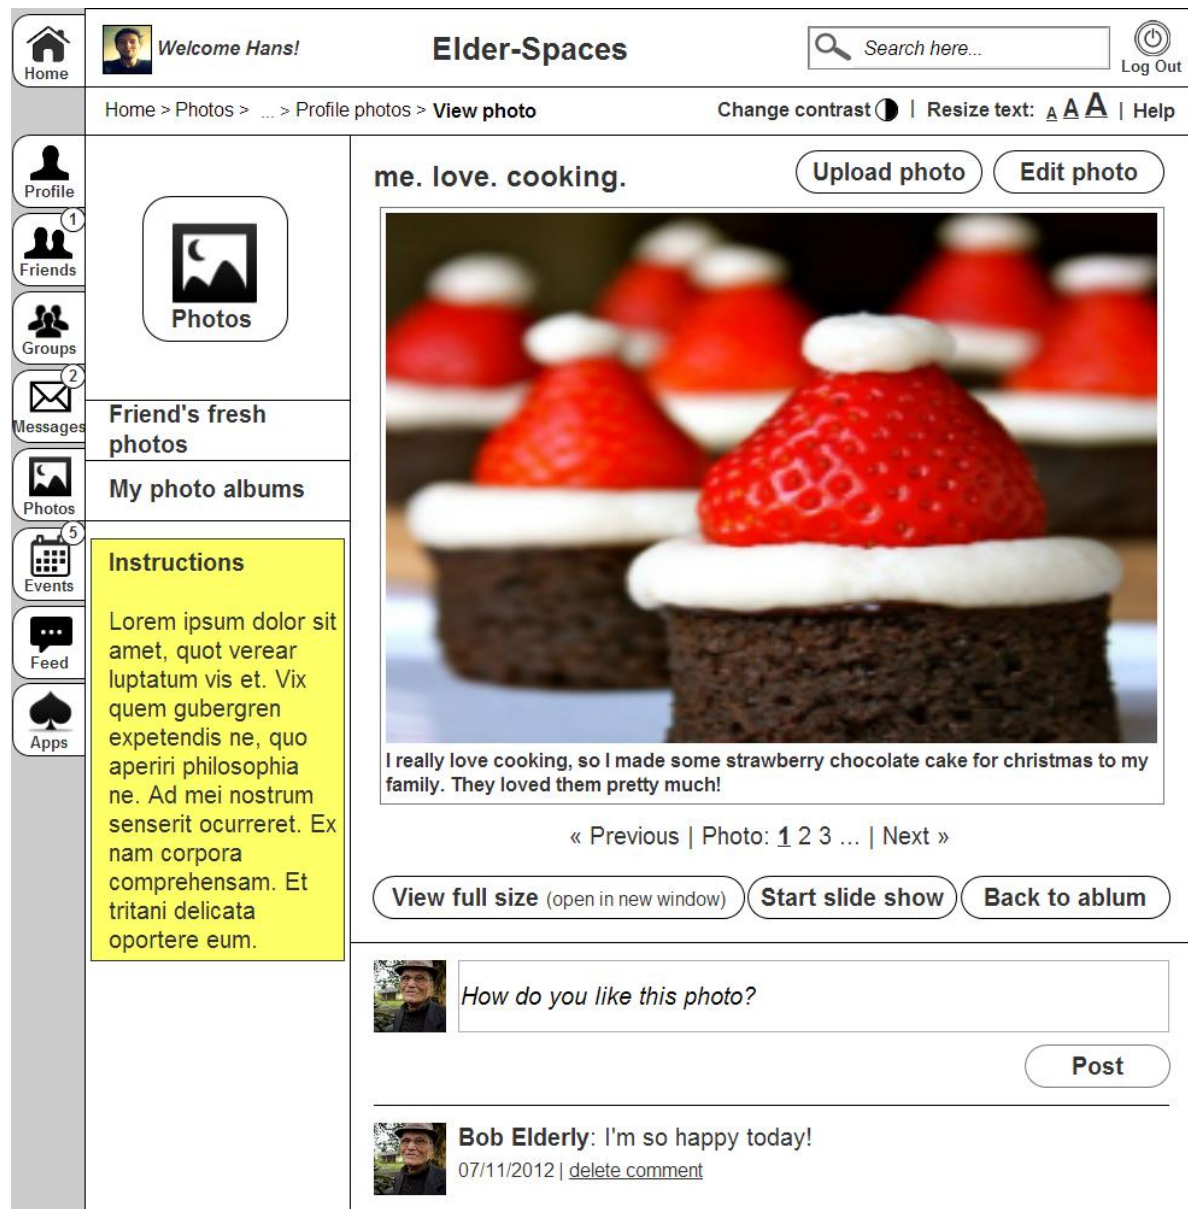 Home
Welcome Hans!
Elder-Spaces
Search here...
Log Out
Home > Photos > ... > Profile photos > View photo
Change contrast | Resize text: A A A | Help
Profile
1
Friends
Groups
2
Messages
Photos
5
Events
Feed
Apps
Photos
Friend's fresh
photos
My photo albums
Instructions
Lorem ipsum dolor sit
amet, quot verear
luptatum vis et. Vix
quem gubergren
expetendis ne, quo
aperiri philosophia
ne. Ad mei nostrum
senserit ocurreret. Ex
nam corpora
comprehensam. Et
tritani delicata
oportere eum.
me. love. cooking.
Upload photo
Edit photo
I really love cooking, so I made some strawberry chocolate cake for christmas to my
family. They loved them pretty much!
« Previous | Photo: 1 2 3 ... | Next »
View full size (open in new window)
Start slide show
Back to ablum
How do you like this photo?
Post
Bob Elderly: I'm so happy today!
07/11/2012 | delete comment